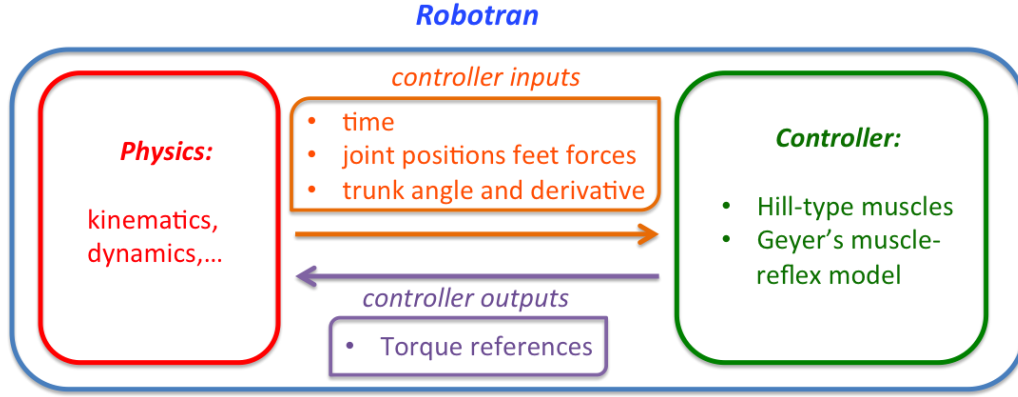 Robotran
controller inputs
• time
• joint positions feet forces
• trunk angle and derivative
Physics:
kinematics,
dynamics,...
Controller:
• Hill-type muscles
• Geyer’s muscle-
reflex model
controller outputs
• Torque references